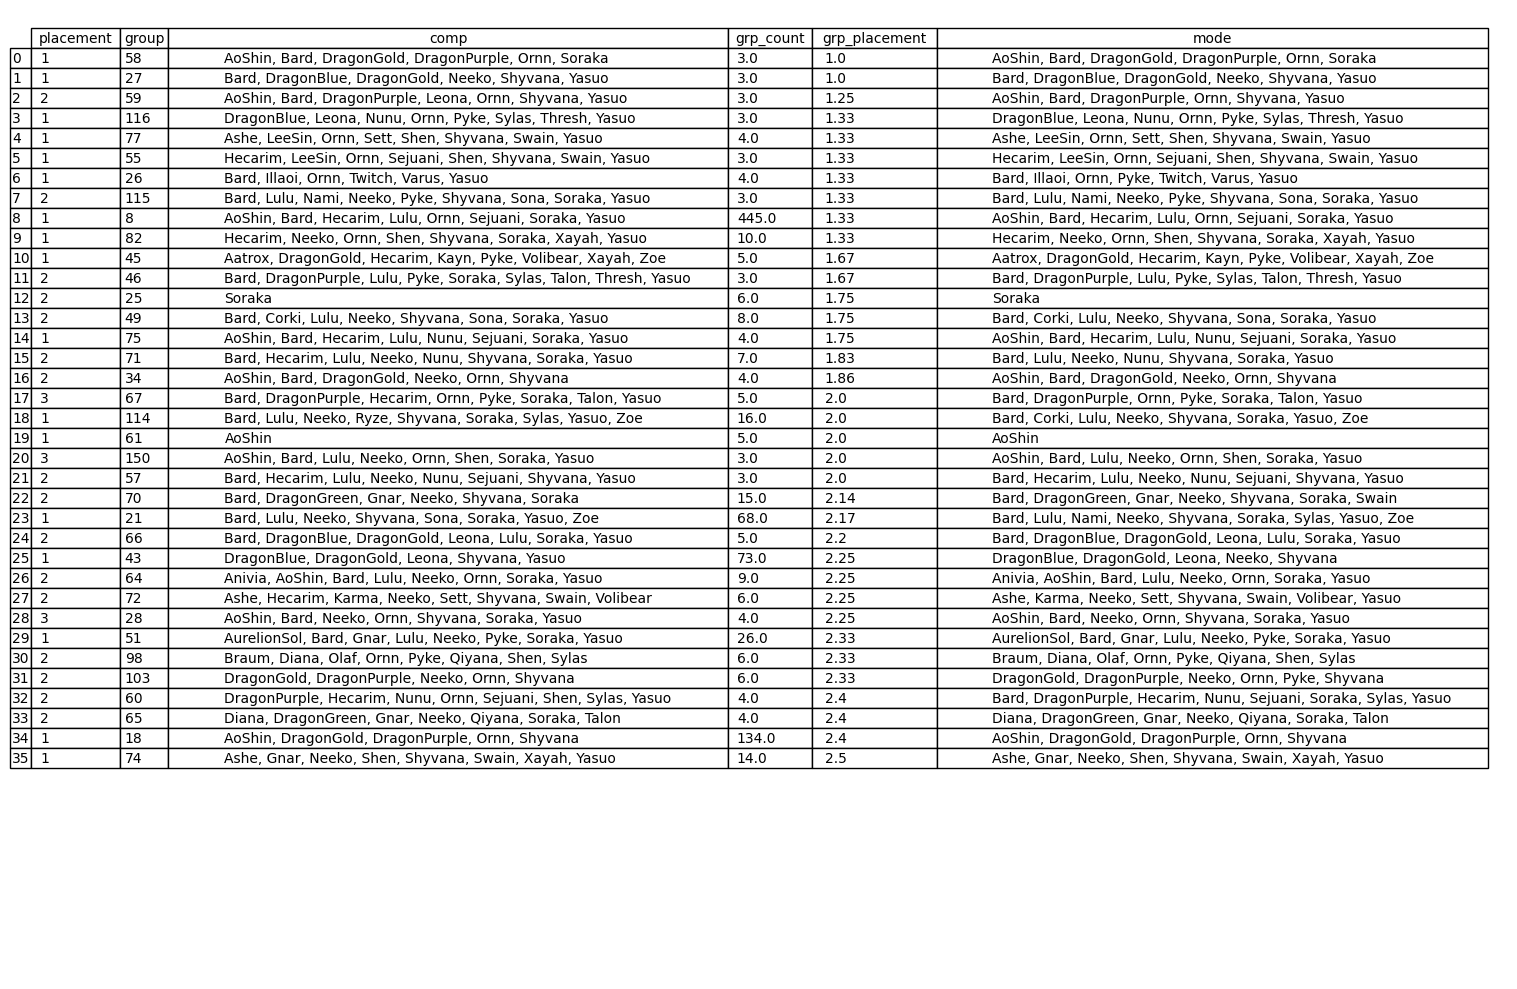 placement group comp grp_count grp_placement mode
0 1 58 AoShin, Bard, DragonGold, DragonPurple, Ornn, Soraka 3.0 1.0 AoShin, Bard, DragonGold, DragonPurple, Ornn, Soraka
1 1 27 Bard, DragonBlue, DragonGold, Neeko, Shyvana, Yasuo 3.0 1.0 Bard, DragonBlue, DragonGold, Neeko, Shyvana, Yasuo
2 2 59 AoShin, Bard, DragonPurple, Leona, Ornn, Shyvana, Yasuo 3.0 1.25 AoShin, Bard, DragonPurple, Ornn, Shyvana, Yasuo
3 1 116 DragonBlue, Leona, Nunu, Ornn, Pyke, Sylas, Thresh, Yasuo 3.0 1.33 DragonBlue, Leona, Nunu, Ornn, Pyke, Sylas, Thresh, Yasuo
4 1 77 Ashe, LeeSin, Ornn, Sett, Shen, Shyvana, Swain, Yasuo 4.0 1.33 Ashe, LeeSin, Ornn, Sett, Shen, Shyvana, Swain, Yasuo
5 1 55 Hecarim, LeeSin, Ornn, Sejuani, Shen, Shyvana, Swain, Yasuo 3.0 1.33 Hecarim, LeeSin, Ornn, Sejuani, Shen, Shyvana, Swain, Yasuo
6 1 26 Bard, Illaoi, Ornn, Twitch, Varus, Yasuo 4.0 1.33 Bard, Illaoi, Ornn, Pyke, Twitch, Varus, Yasuo
7 2 115 Bard, Lulu, Nami, Neeko, Pyke, Shyvana, Sona, Soraka, Yasuo 3.0 1.33 Bard, Lulu, Nami, Neeko, Pyke, Shyvana, Sona, Soraka, Yasuo
8 1 8 AoShin, Bard, Hecarim, Lulu, Ornn, Sejuani, Soraka, Yasuo 445.0 1.33 AoShin, Bard, Hecarim, Lulu, Ornn, Sejuani, Soraka, Yasuo
9 1 82 Hecarim, Neeko, Ornn, Shen, Shyvana, Soraka, Xayah, Yasuo 10.0 1.33 Hecarim, Neeko, Ornn, Shen, Shyvana, Soraka, Xayah, Yasuo
10 1 45 Aatrox, DragonGold, Hecarim, Kayn, Pyke, Volibear, Xayah, Zoe 5.0 1.67 Aatrox, DragonGold, Hecarim, Kayn, Pyke, Volibear, Xayah, Zoe
11 2 46 Bard, DragonPurple, Lulu, Pyke, Soraka, Sylas, Talon, Thresh, Yasuo 3.0 1.67 Bard, DragonPurple, Lulu, Pyke, Sylas, Talon, Thresh, Yasuo
12 2 25 Soraka 6.0 1.75 Soraka
13 2 49 Bard, Corki, Lulu, Neeko, Shyvana, Sona, Soraka, Yasuo 8.0 1.75 Bard, Corki, Lulu, Neeko, Shyvana, Sona, Soraka, Yasuo
14 1 75 AoShin, Bard, Hecarim, Lulu, Nunu, Sejuani, Soraka, Yasuo 4.0 1.75 AoShin, Bard, Hecarim, Lulu, Nunu, Sejuani, Soraka, Yasuo
15 2 71 Bard, Hecarim, Lulu, Neeko, Nunu, Shyvana, Soraka, Yasuo 7.0 1.83 Bard, Lulu, Neeko, Nunu, Shyvana, Soraka, Yasuo
16 2 34 AoShin, Bard, DragonGold, Neeko, Ornn, Shyvana 4.0 1.86 AoShin, Bard, DragonGold, Neeko, Ornn, Shyvana
17 3 67 Bard, DragonPurple, Hecarim, Ornn, Pyke, Soraka, Talon, Yasuo 5.0 2.0 Bard, DragonPurple, Ornn, Pyke, Soraka, Talon, Yasuo
18 1 114 Bard, Lulu, Neeko, Ryze, Shyvana, Soraka, Sylas, Yasuo, Zoe 16.0 2.0 Bard, Corki, Lulu, Neeko, Shyvana, Soraka, Yasuo, Zoe
19 1 61 AoShin 5.0 2.0 AoShin
20 3 150 AoShin, Bard, Lulu, Neeko, Ornn, Shen, Soraka, Yasuo 3.0 2.0 AoShin, Bard, Lulu, Neeko, Ornn, Shen, Soraka, Yasuo
21 2 57 Bard, Hecarim, Lulu, Neeko, Nunu, Sejuani, Shyvana, Yasuo 3.0 2.0 Bard, Hecarim, Lulu, Neeko, Nunu, Sejuani, Shyvana, Yasuo
22 2 70 Bard, DragonGreen, Gnar, Neeko, Shyvana, Soraka 15.0 2.14 Bard, DragonGreen, Gnar, Neeko, Shyvana, Soraka, Swain
23 1 21 Bard, Lulu, Neeko, Shyvana, Sona, Soraka, Yasuo, Zoe 68.0 2.17 Bard, Lulu, Nami, Neeko, Shyvana, Soraka, Sylas, Yasuo, Zoe
24 2 66 Bard, DragonBlue, DragonGold, Leona, Lulu, Soraka, Yasuo 5.0 2.2 Bard, DragonBlue, DragonGold, Leona, Lulu, Soraka, Yasuo
25 1 43 DragonBlue, DragonGold, Leona, Shyvana, Yasuo 73.0 2.25 DragonBlue, DragonGold, Leona, Neeko, Shyvana
26 2 64 Anivia, AoShin, Bard, Lulu, Neeko, Ornn, Soraka, Yasuo 9.0 2.25 Anivia, AoShin, Bard, Lulu, Neeko, Ornn, Soraka, Yasuo
27 2 72 Ashe, Hecarim, Karma, Neeko, Sett, Shyvana, Swain, Volibear 6.0 2.25 Ashe, Karma, Neeko, Sett, Shyvana, Swain, Volibear, Yasuo
28 3 28 AoShin, Bard, Neeko, Ornn, Shyvana, Soraka, Yasuo 4.0 2.25 AoShin, Bard, Neeko, Ornn, Shyvana, Soraka, Yasuo
29 1 51 AurelionSol, Bard, Gnar, Lulu, Neeko, Pyke, Soraka, Yasuo 26.0 2.33 AurelionSol, Bard, Gnar, Lulu, Neeko, Pyke, Soraka, Yasuo
30 2 98 Braum, Diana, Olaf, Ornn, Pyke, Qiyana, Shen, Sylas 6.0 2.33 Braum, Diana, Olaf, Ornn, Pyke, Qiyana, Shen, Sylas
31 2 103 DragonGold, DragonPurple, Neeko, Ornn, Shyvana 6.0 2.33 DragonGold, DragonPurple, Neeko, Ornn, Pyke, Shyvana
32 2 60 DragonPurple, Hecarim, Nunu, Ornn, Sejuani, Shen, Sylas, Yasuo 4.0 2.4 Bard, DragonPurple, Hecarim, Nunu, Sejuani, Soraka, Sylas, Yasuo
33 2 65 Diana, DragonGreen, Gnar, Neeko, Qiyana, Soraka, Talon 4.0 2.4 Diana, DragonGreen, Gnar, Neeko, Qiyana, Soraka, Talon
34 1 18 AoShin, DragonGold, DragonPurple, Ornn, Shyvana 134.0 2.4 AoShin, DragonGold, DragonPurple, Ornn, Shyvana
35 1 74 Ashe, Gnar, Neeko, Shen, Shyvana, Swain, Xayah, Yasuo 14.0 2.5 Ashe, Gnar, Neeko, Shen, Shyvana, Swain, Xayah, Yasuo